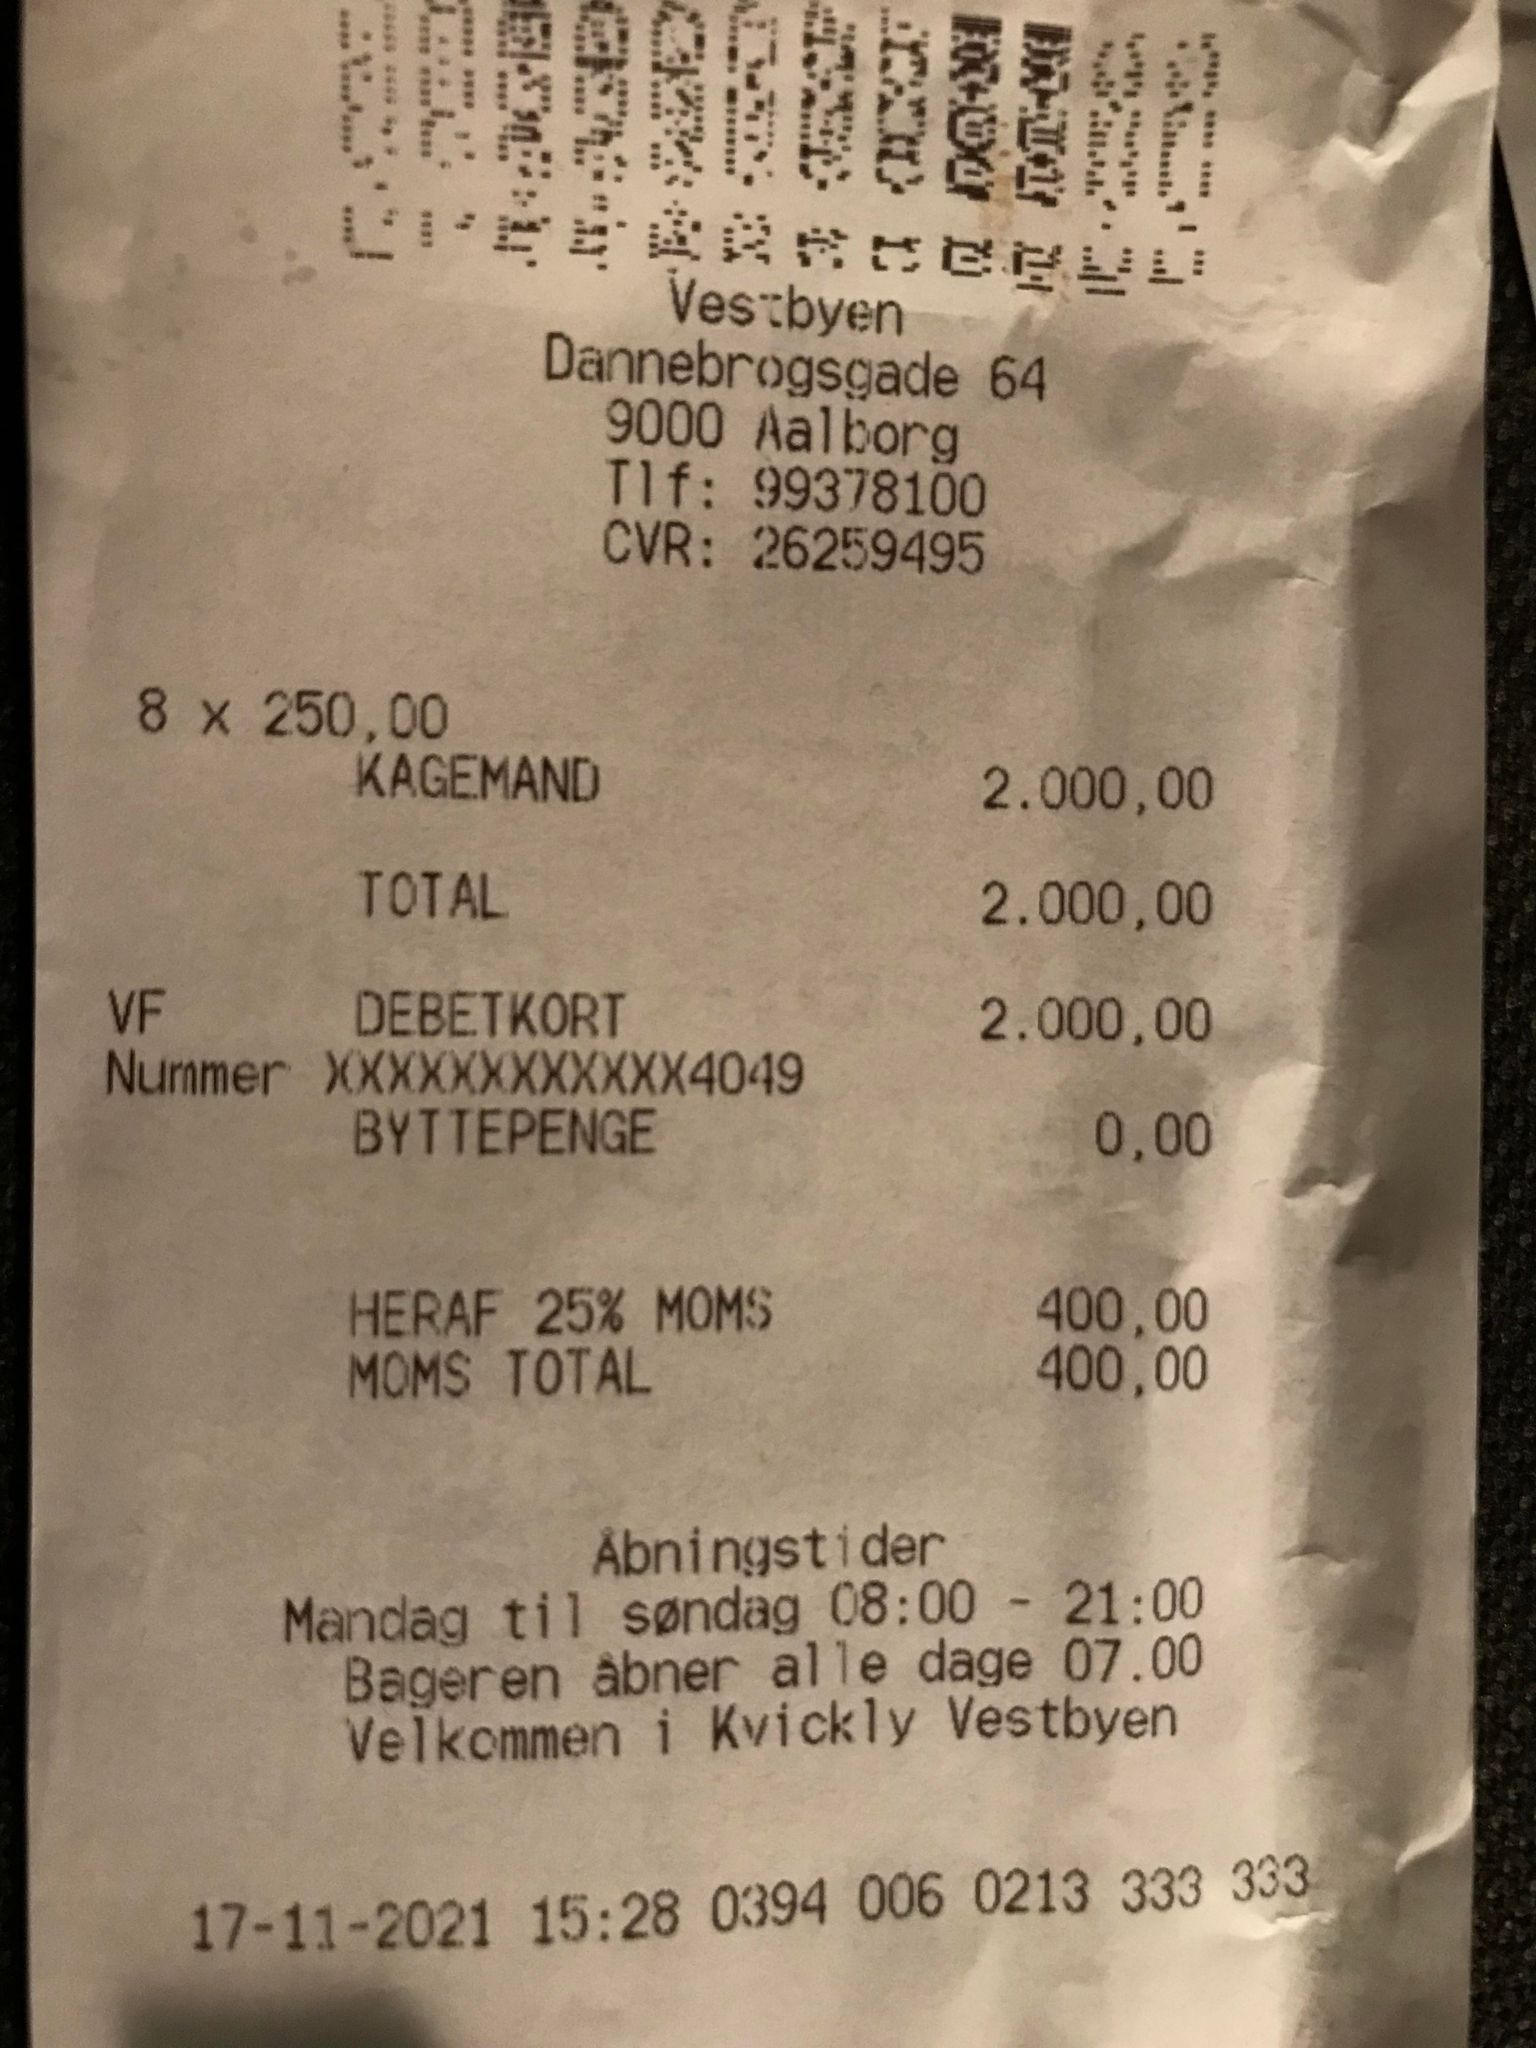 Vestbyen
Dannebrogsgade 64
9000 Aalborg
Tlf: 99378100
CVR: 26259495
8 x 250,00
KAGEMAND 2.000,00
TOTAL 2.000,00
VF DEBETKORT 2.000,00
Nummer XXXXXXXXXXXX4049
BYTTEPENGE 0,00
HERAF 25% MOMS 400,00
MOMS TOTAL 400,00
Åbningstider
Mandag til søndag 08:00 - 21:00
Bageren åbner alle dage 07.00
Velkommen i Kvickly Vestbyen
17-11-2021 15:28 0394 006 0213 333 333